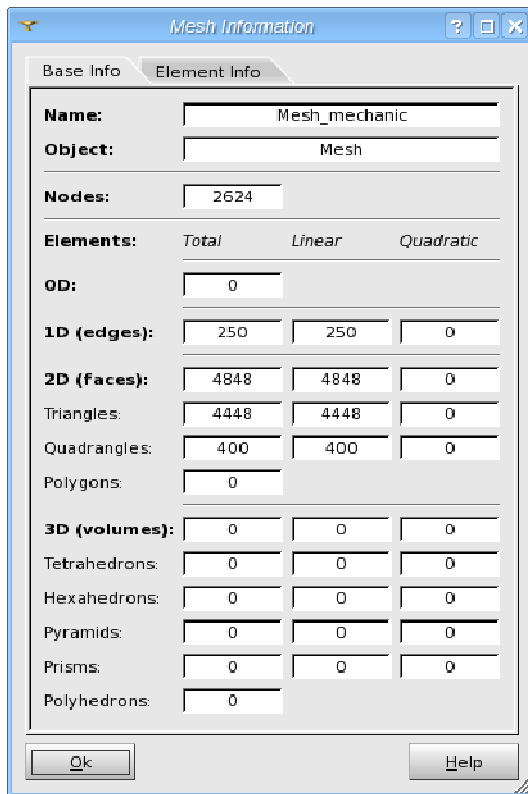 Mesh Information ?
Base Info Element Info
Name: Mesh_mechanic
Object: Mesh
Nodes: 2624
Elements: Total Linear Quadratic
0D: 0
1D (edges): 250 250 0
2D (faces): 4848 4848 0
Triangles: 4448 4448 0
Quadrangles: 400 400 0
Polygons: 0
3D (volumes): 0 0 0
Tetrahedrons: 0 0 0
Hexahedrons: 0 0 0
Pyramids: 0 0 0
Prisms: 0 0 0
Polyhedrons: 0
Ok Help